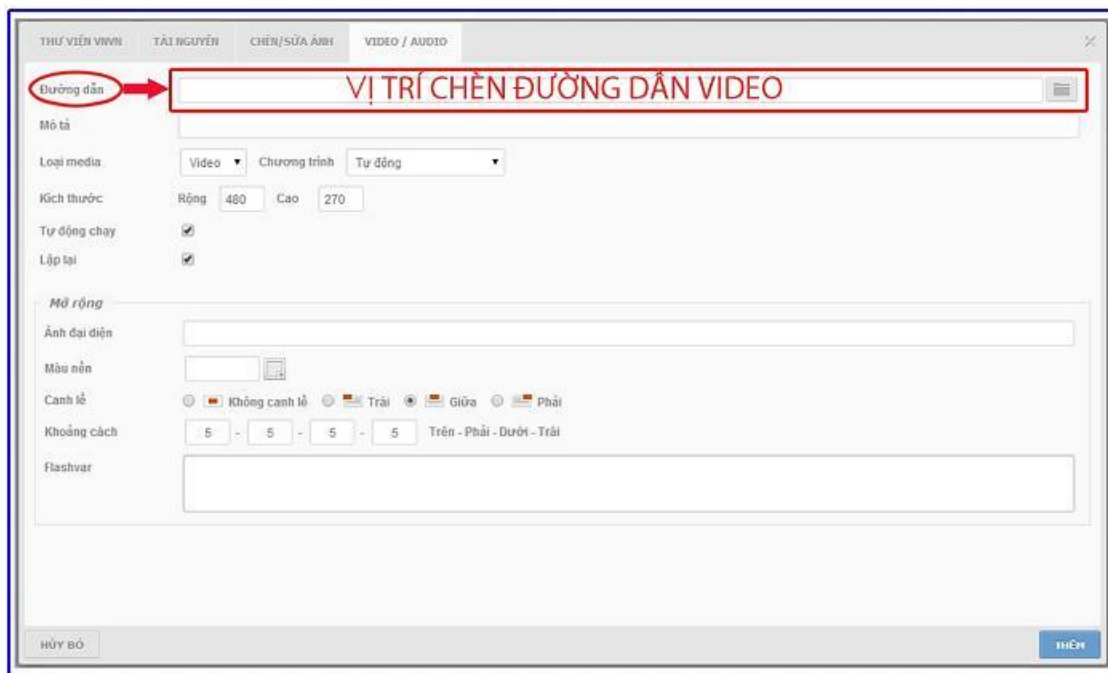 THƯ VIỆN VNVN TÀI NGUYÊN CHÈN/SỬA ẢNH VIDEO / AUDIO
Đường dẫn VỊ TRÍ CHÈN ĐƯỜNG DẪN VIDEO
Mô tả
Loại media Video Chương trình Tự động
Kích thước Rộng 480 Cao 270
Tự động chạy
Lặp lại
Mở rộng
Ảnh đại diện
Màu nền
Canh lề Không canh lề Trái Giữa Phải
Khoảng cách 5 - 5 - 5 - 5 Trên - Phải - Dưới - Trái
Flashvar
HỦY BỎ THÊM